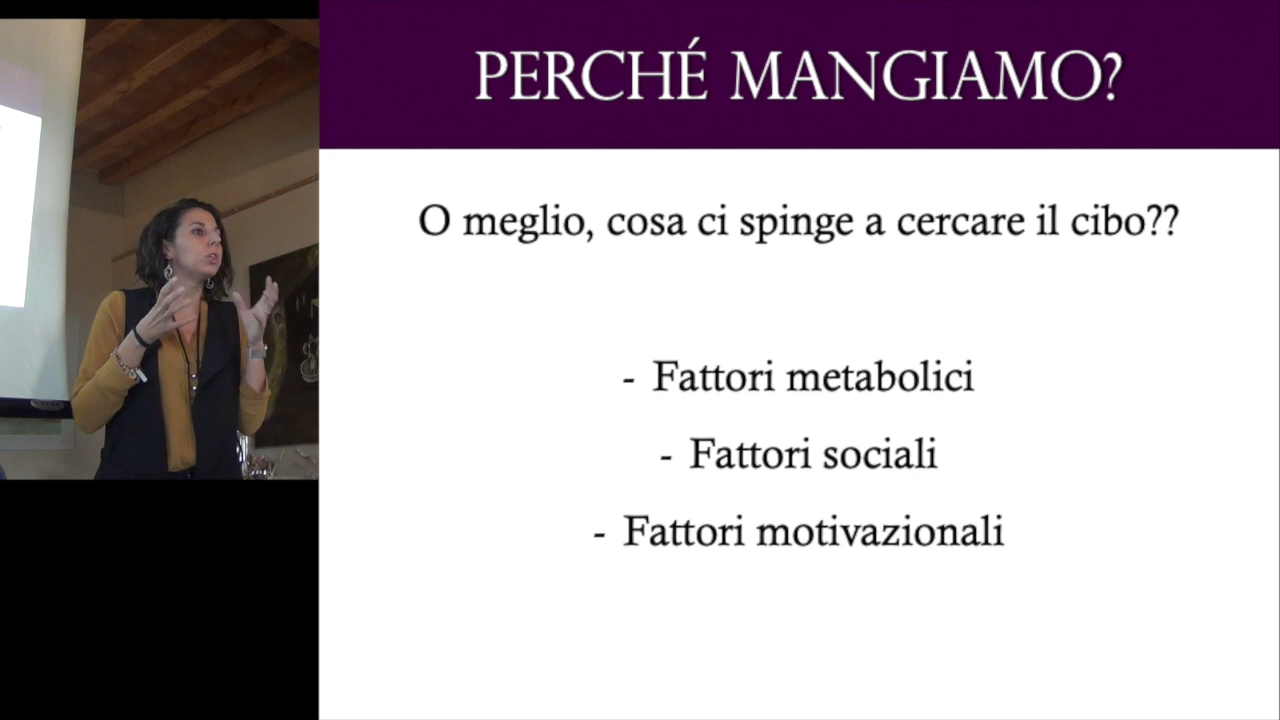 PERCHÉ MANGIAMO?
O meglio, cosa ci spinge a cercare il cibo??
- Fattori metabolici
- Fattori sociali
- Fattori motivazionali